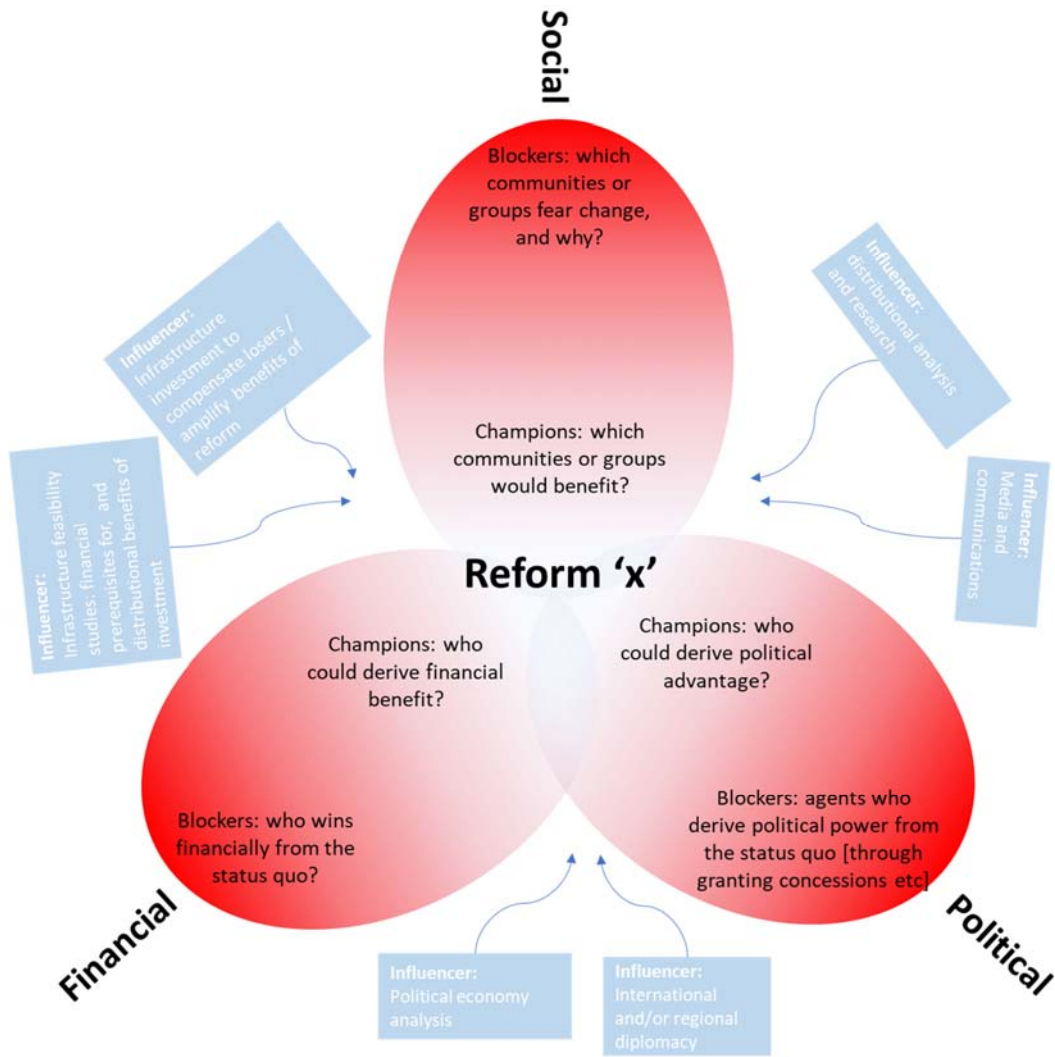 Social
Blockers: which
communities or
groups fear change,
and why?
Influencer:
Infrastructure
investment to
compensate losers /
amplify benefits of
reform
Influencer:
distributional analysis
and research
Champions: which
communities or groups
would benefit?
Influencer:
Infrastructure feasibility
studies: financial
prerequisites for, and
distributional benefits of
investment
Influencer:
Media and
communications
Reform ‘x’
Champions: who
could derive financial
benefit?
Champions: who
could derive political
advantage?
Blockers: who wins
financially from the
status quo?
Blockers: agents who
derive political power from
the status quo [through
granting concessions etc]
Financial
Political
Influencer:
Political economy
analysis
Influencer:
International
and/or regional
diplomacy